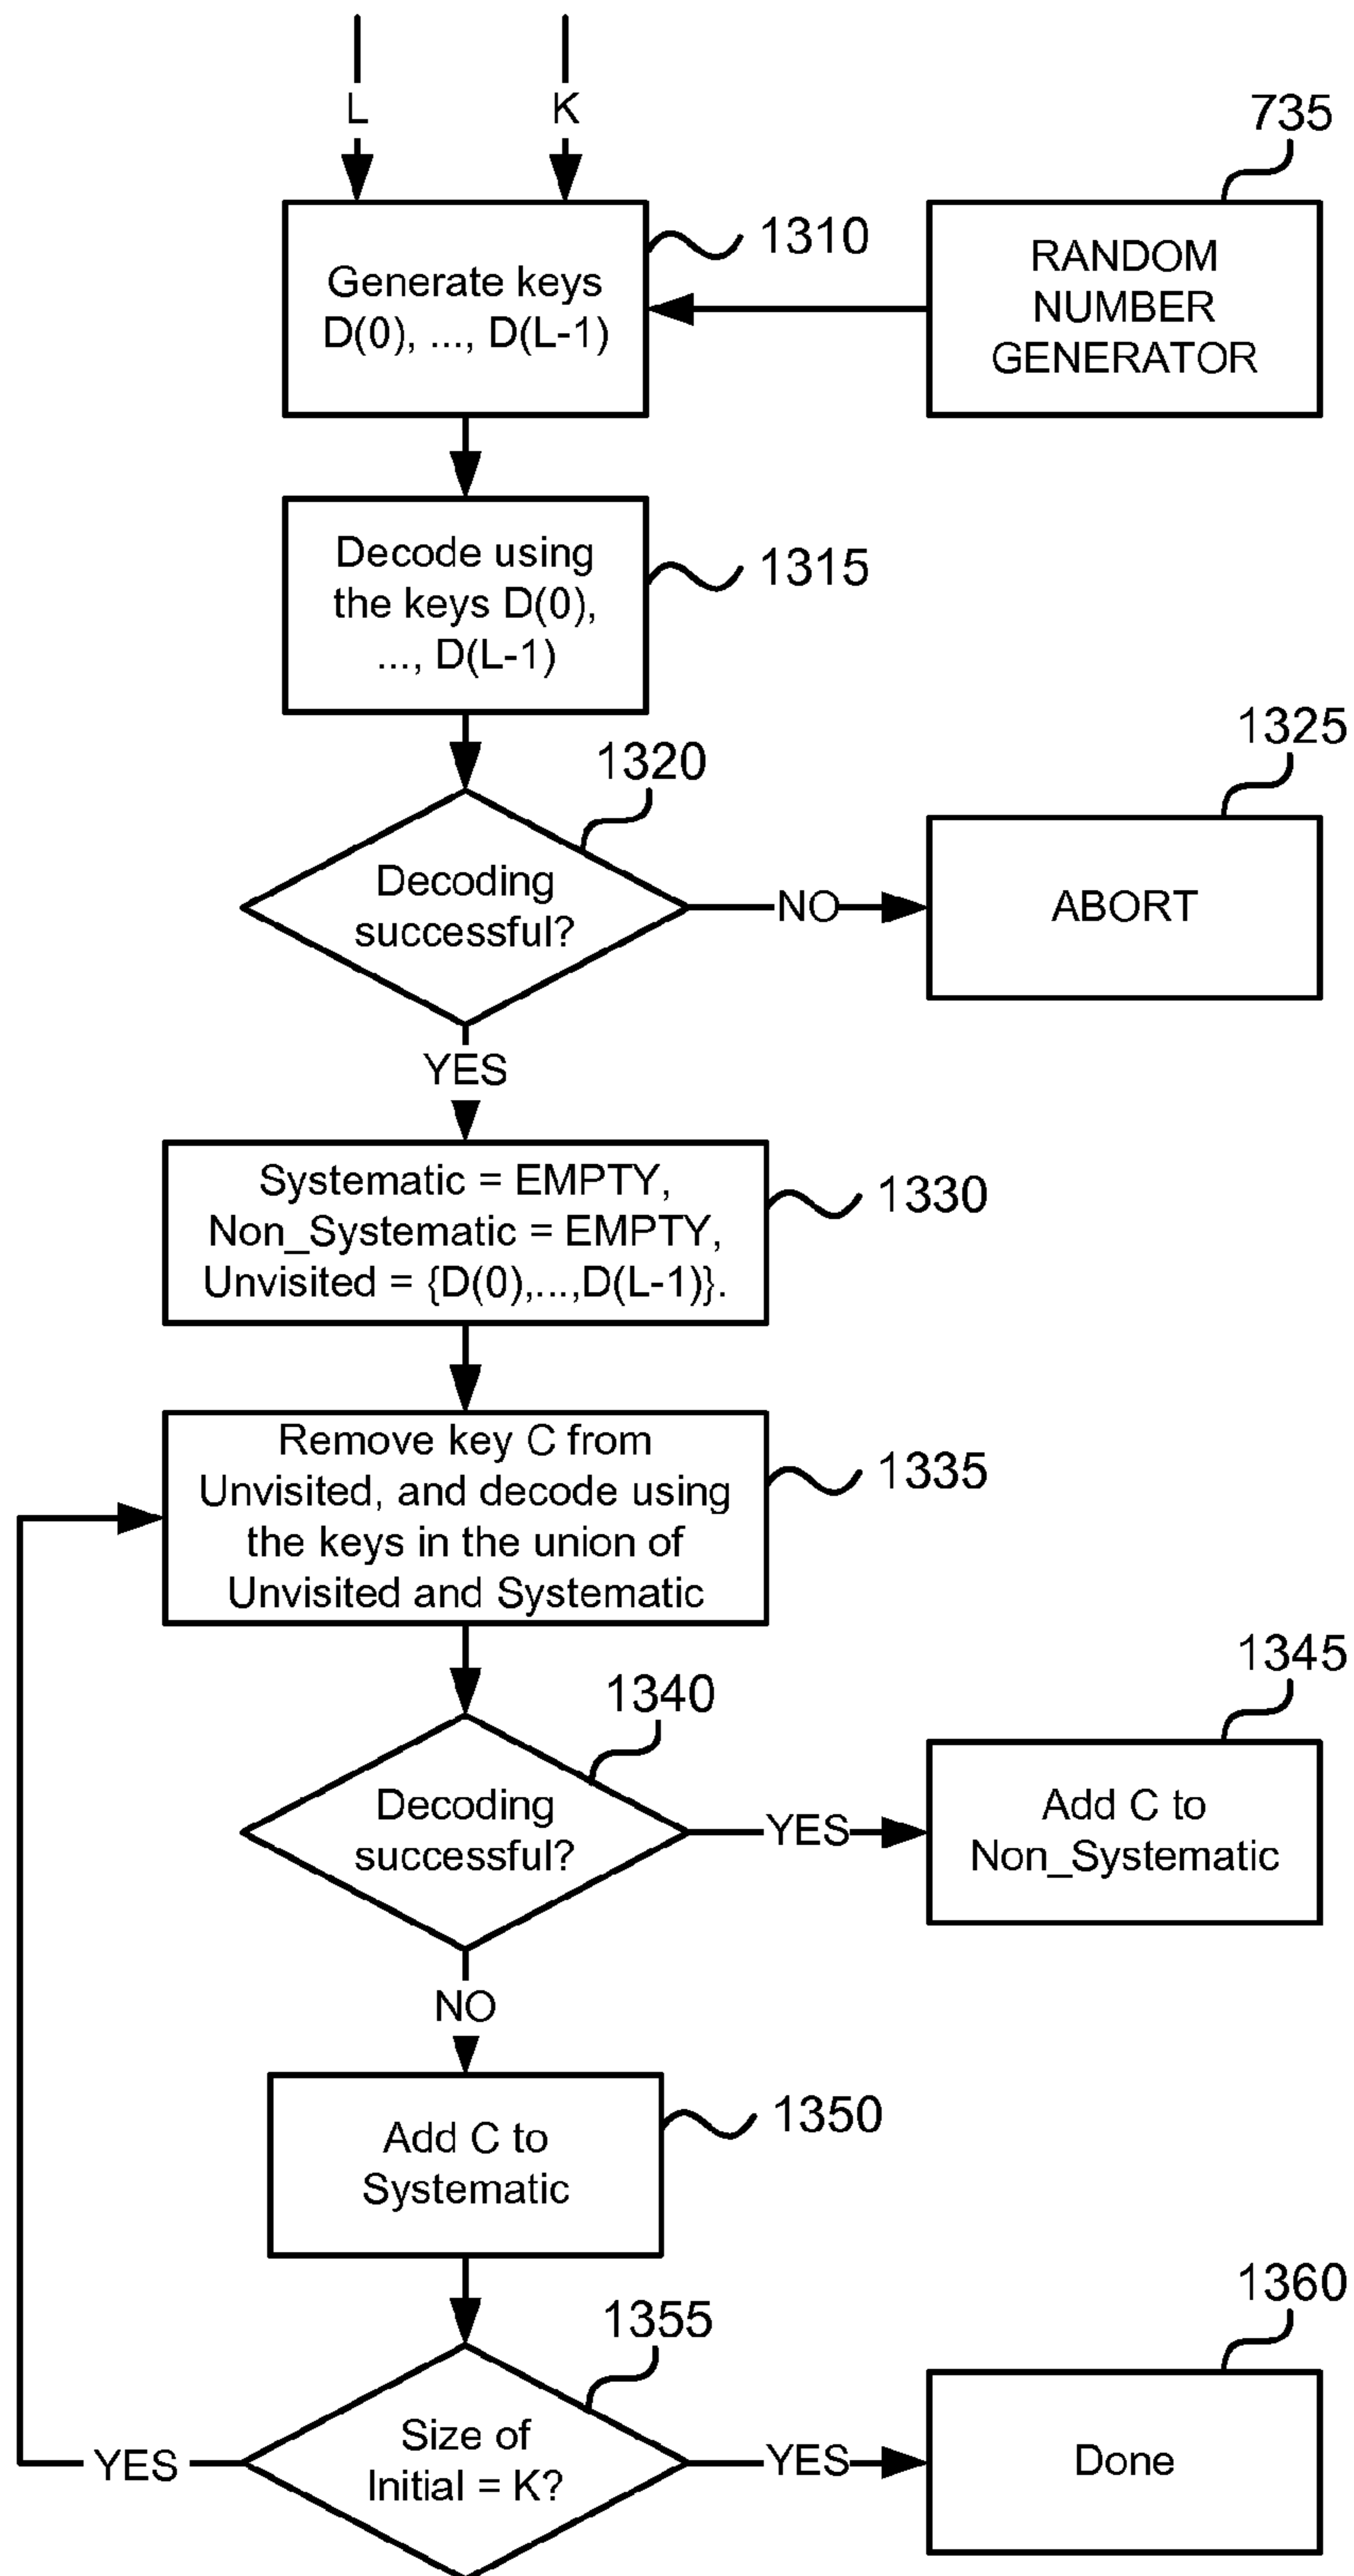 L
K
735
1310
Generate keys
D(0), ..., D(L-1)
RANDOM
NUMBER
GENERATOR
Decode using
the keys D(0),
..., D(L-1)
1315
1320
1325
Decoding
successful?
NO
ABORT
YES
Systematic = EMPTY,
Non_Systematic = EMPTY,
Unvisited = {D(0),...,D(L-1)}.
1330
Remove key C from
Unvisited, and decode using
the keys in the union of
Unvisited and Systematic
1335
1340
1345
Decoding
successful?
YES
Add C to
Non_Systematic
NO
Add C to
Systematic
1350
1355
1360
YES
Size of
Initial = K?
YES
Done